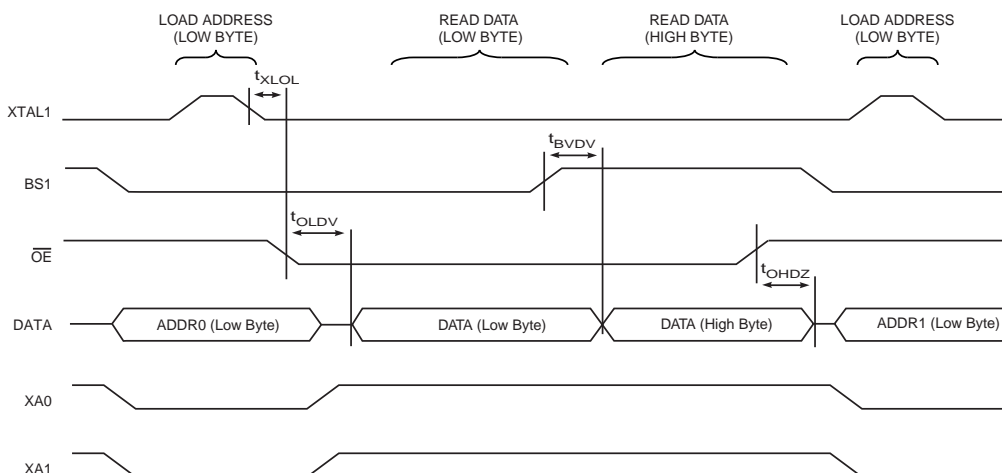 LOAD ADDRESS
(LOW BYTE)
READ DATA
(LOW BYTE)
READ DATA
(HIGH BYTE)
LOAD ADDRESS
(LOW BYTE)
tXLOL
XTAL1
tBVDV
BS1
tOLDV
OE
tOHDZ
DATA
ADDR0 (Low Byte)
DATA (Low Byte)
DATA (High Byte)
ADDR1 (Low Byte)
XA0
XA1